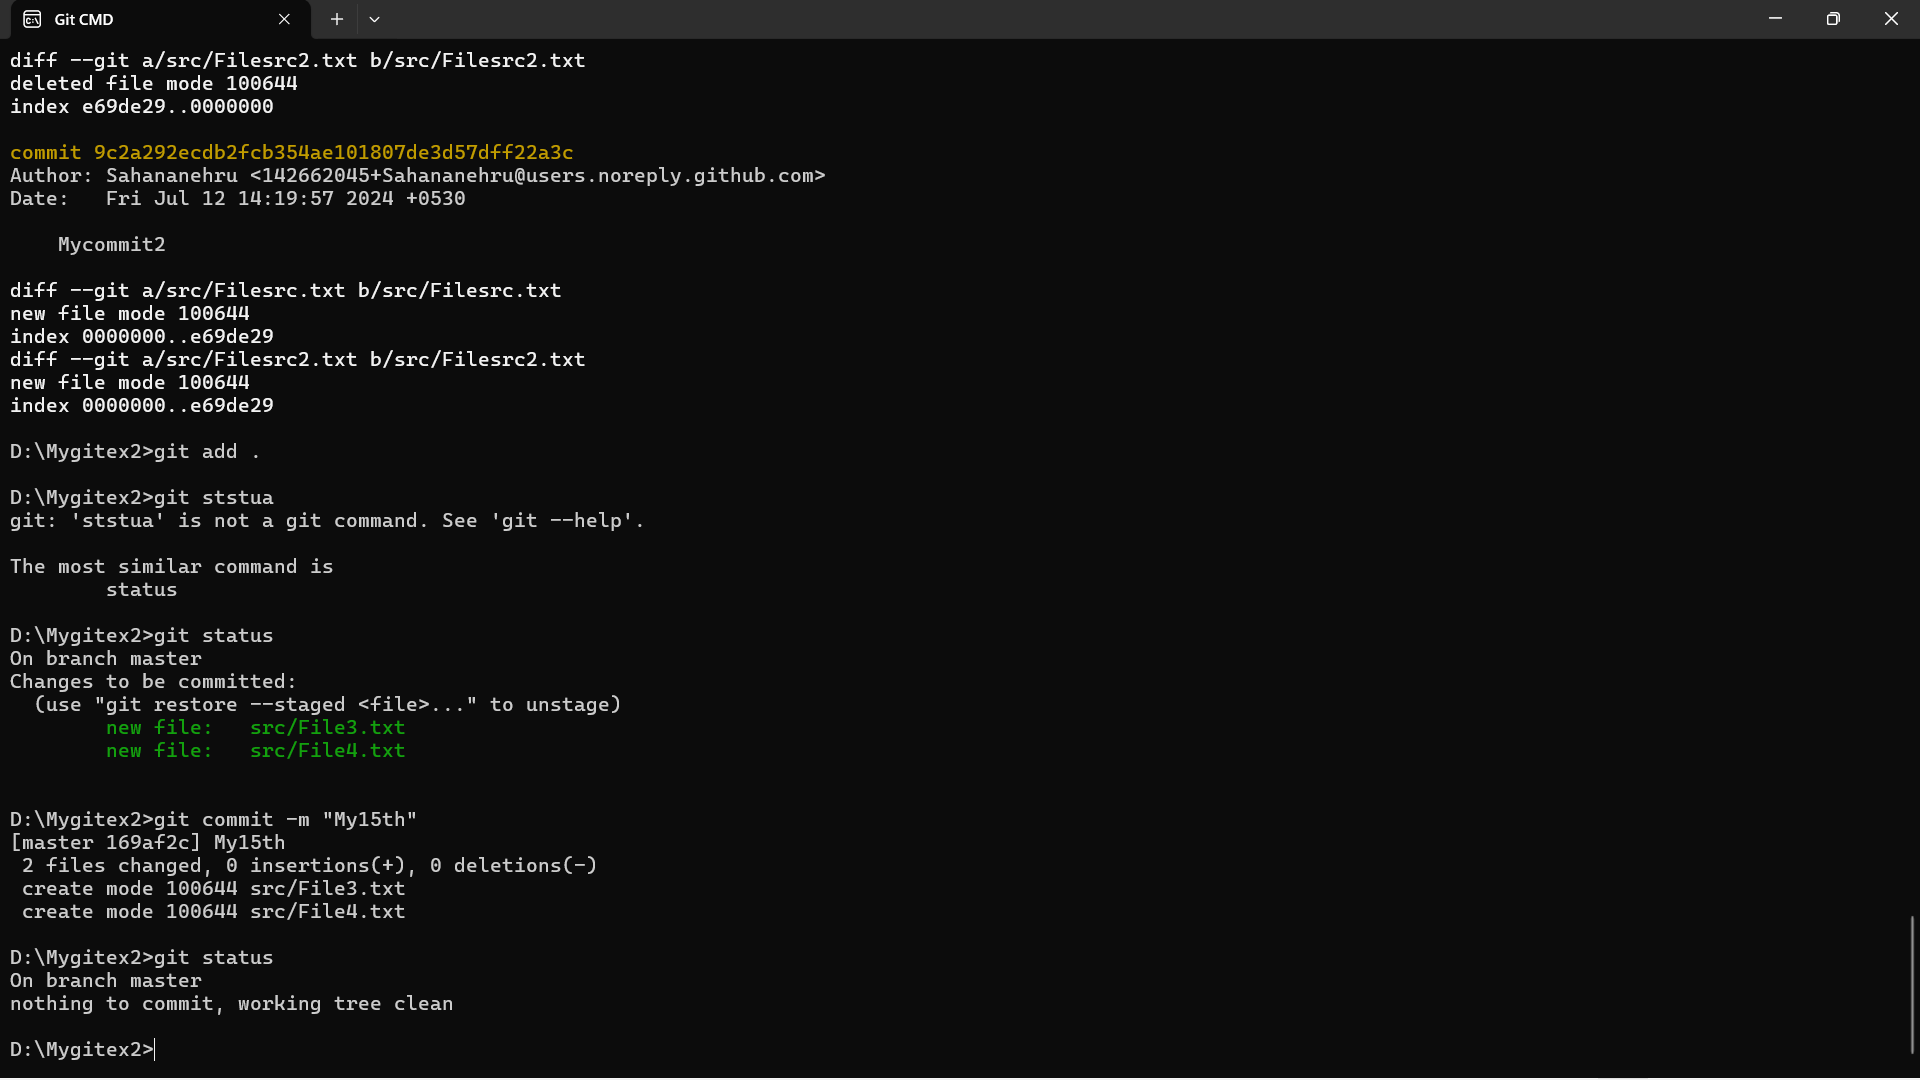 Git CMD
diff --git a/src/Filesrc2.txt b/src/Filesrc2.txt
deleted file mode 100644
index e69de29..0000000
commit 9c2a292ecdb2fcb354ae101807de3d57dff22a3c
Author: Sahananehru <142662045+Sahananehru@users.noreply.github.com>
Date:   Fri Jul 12 14:19:57 2024 +0530
    Mycommit2
diff --git a/src/Filesrc.txt b/src/Filesrc.txt
new file mode 100644
index 0000000..e69de29
diff --git a/src/Filesrc2.txt b/src/Filesrc2.txt
new file mode 100644
index 0000000..e69de29
D:\Mygitex2>git add .
D:\Mygitex2>git ststua
git: 'ststua' is not a git command. See 'git --help'.
The most similar command is
        status
D:\Mygitex2>git status
On branch master
Changes to be committed:
  (use "git restore --staged <file>..." to unstage)
        new file:   src/File3.txt
        new file:   src/File4.txt
D:\Mygitex2>git commit -m "My15th"
[master 169af2c] My15th
 2 files changed, 0 insertions(+), 0 deletions(-)
 create mode 100644 src/File3.txt
 create mode 100644 src/File4.txt
D:\Mygitex2>git status
On branch master
nothing to commit, working tree clean
D:\Mygitex2>